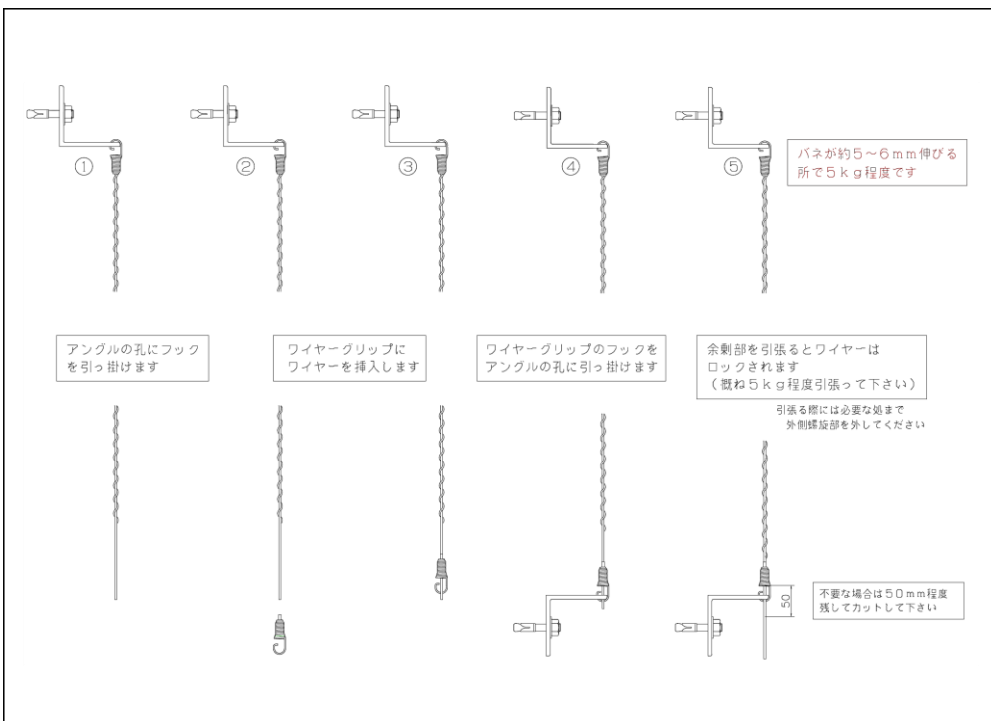 ① ② ③ ④ ⑤
バネが約5～6mm伸びる
所で5kg程度です
アングルの孔にフック
を引っ掛けます
ワイヤーグリップに
ワイヤーを挿入します
ワイヤーグリップのフックを
アングルの孔に引っ掛けます
余剰部を引張るとワイヤーは
ロックされます
(概ね5kg程度引張って下さい)
引張る際には必要な処まで
外側螺旋部を外してください
50
不要な場合は50mm程度
残してカットして下さい